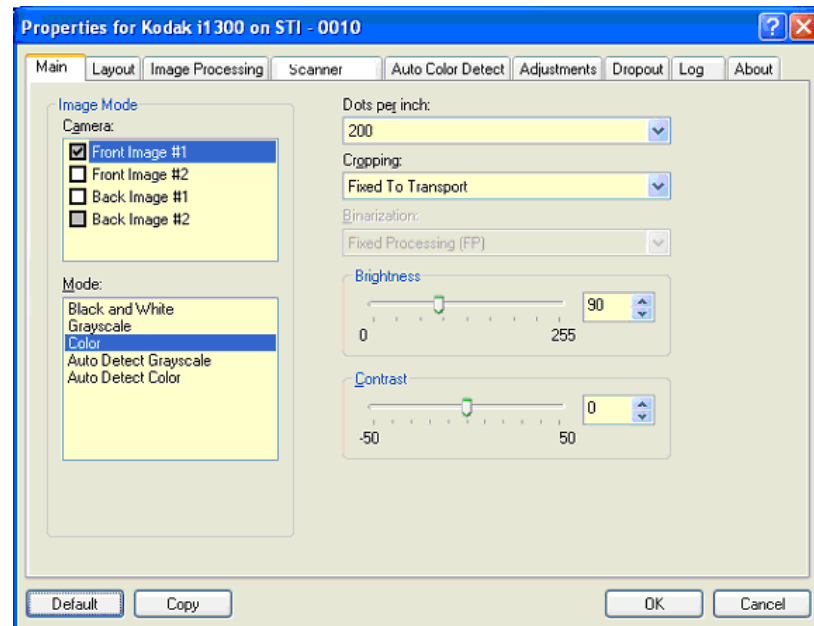 Properties for Kodak i1300 on STI - 0010
Main Layout Image Processing Scanner Auto Color Detect Adjustments Dropout Log About
Image Mode
Camera:
Front Image #1
Front Image #2
Back Image #1
Back Image #2
Mode:
Black and White
Grayscale
Color
Auto Detect Grayscale
Auto Detect Color
Dots per inch:
200
Cropping:
Fixed To Transport
Binarization:
Fixed Processing (FP)
Brightness
90
0 255
Contrast
0
-50 50
Default Copy OK Cancel